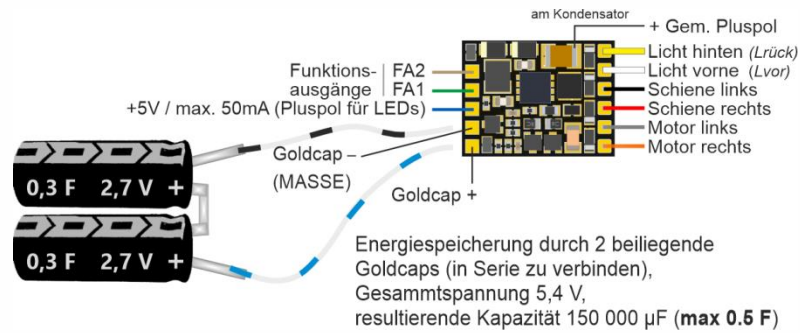 am Kondensator
+ Gem. Pluspol
Licht hinten (Lrück)
Funktions- FA2 Licht vorne (Lvor)
ausgänge FA1 Schiene links
+5V / max. 50mA (Pluspol für LEDs) Schiene rechts
Motor links
Goldcap – Motor rechts
(MASSE)
0,3 F 2,7 V +
Goldcap +
0,3 F 2,7 V +
Energiespeicherung durch 2 beiliegende
Goldcaps (in Serie zu verbinden),
Gesammtspannung 5,4 V,
resultierende Kapazität 150 000 µF (max 0.5 F)